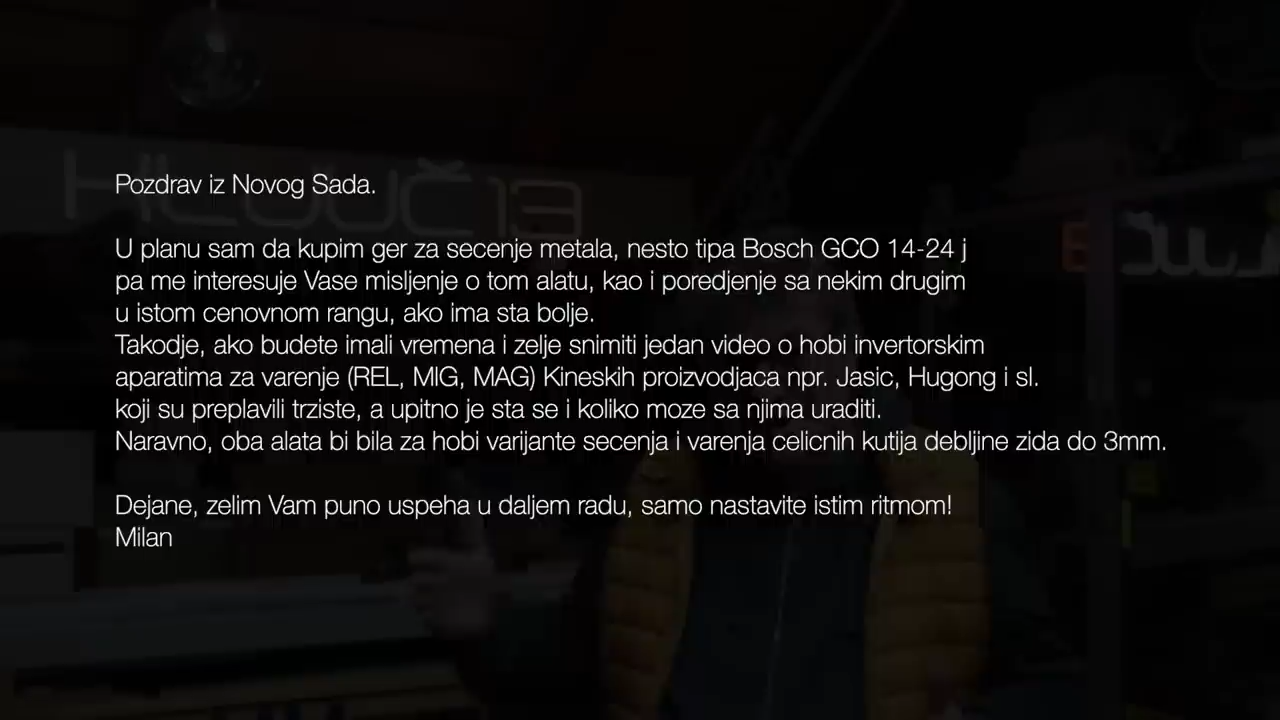 Pozdrav iz Novog Sada.
U planu sam da kupim ger za secenje metala, nesto tipa Bosch GCO 14-24 j
pa me interesuje Vase misljenje o tom alatu, kao i poredjenje sa nekim drugim
u istom cenovnom rangu, ako ima sta bolje.
Takodje, ako budete imali vremena i zelje snimiti jedan video o hobi invertorskim
aparatima za varenje (REL, MIG, MAG) Kineskih proizvodjaca npr. Jasic, Hugong i sl.
koji su preplavili trziste, a upitno je sta se i koliko moze sa njima uraditi.
Naravno, oba alata bi bila za hobi varijante secenja i varenja celicnih kutija debljine zida do 3mm.
Dejane, zelim Vam puno uspeha u daljem radu, samo nastavite istim ritmom!
Milan